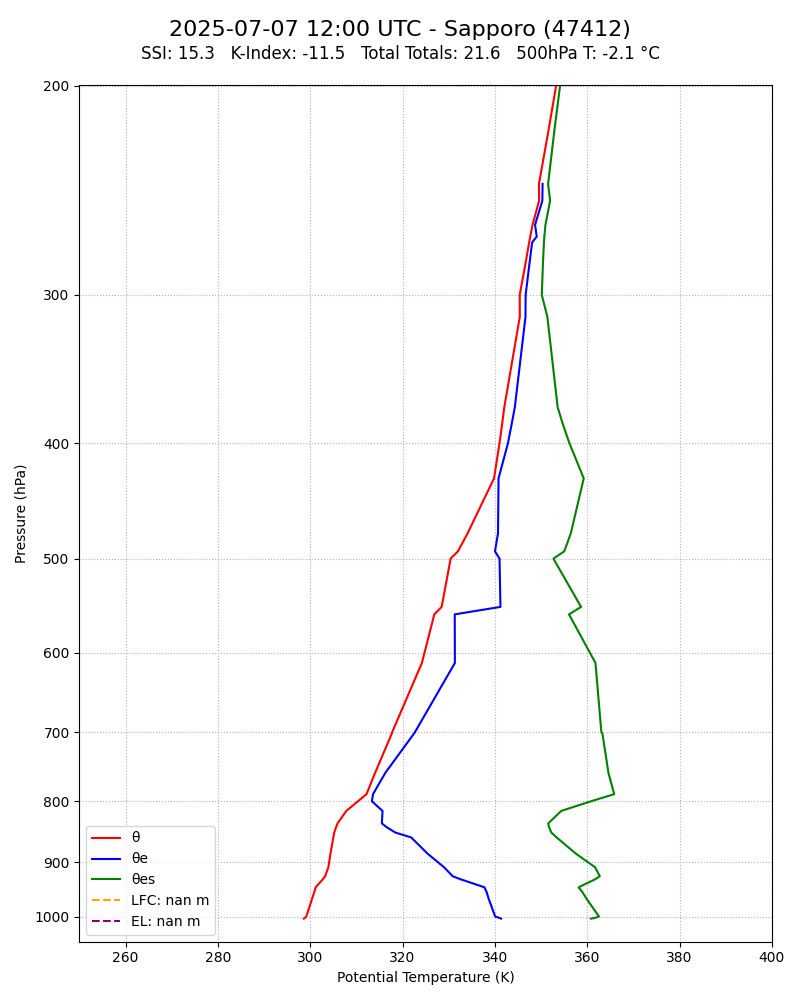 2025-07-07 12:00 UTC - Sapporo (47412)
SSI: 15.3   K-Index: -11.5   Total Totals: 21.6   500hPa T: -2.1 °C
200
300
400
500
600
700
800
900
1000
Pressure (hPa)
θ
θe
θes
LFC: nan m
EL: nan m
260 280 300 320 340 360 380 400
Potential Temperature (K)